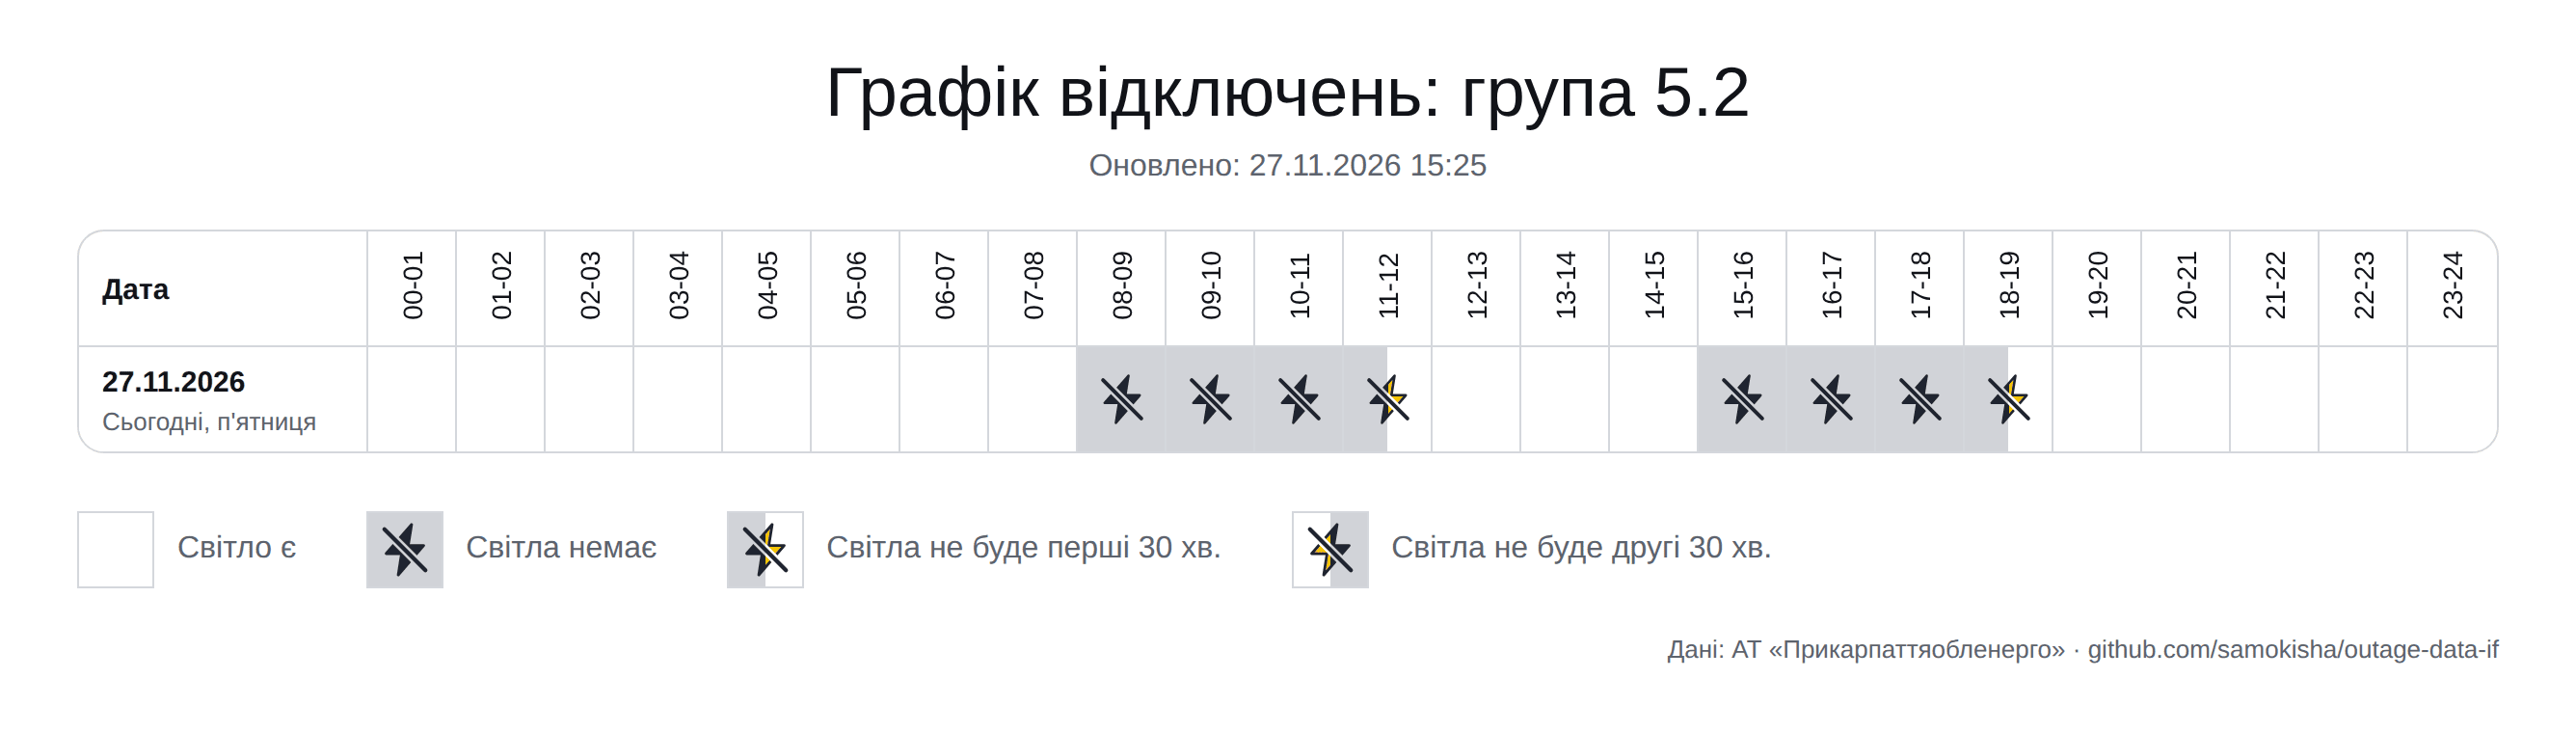 Графік відключень: група 5.2
Оновлено: 27.11.2026 15:25
Дата 00-01 01-02 02-03 03-04 04-05 05-06 06-07 07-08 08-09 09-10 10-11 11-12 12-13 13-14 14-15 15-16 16-17 17-18 18-19 19-20 20-21 21-22 22-23 23-24
27.11.2026
Сьогодні, п'ятниця
Світло є Світла немає Світла не буде перші 30 хв. Світла не буде другі 30 хв.
Дані: АТ «Прикарпаттяобленерго» · github.com/samokisha/outage-data-if